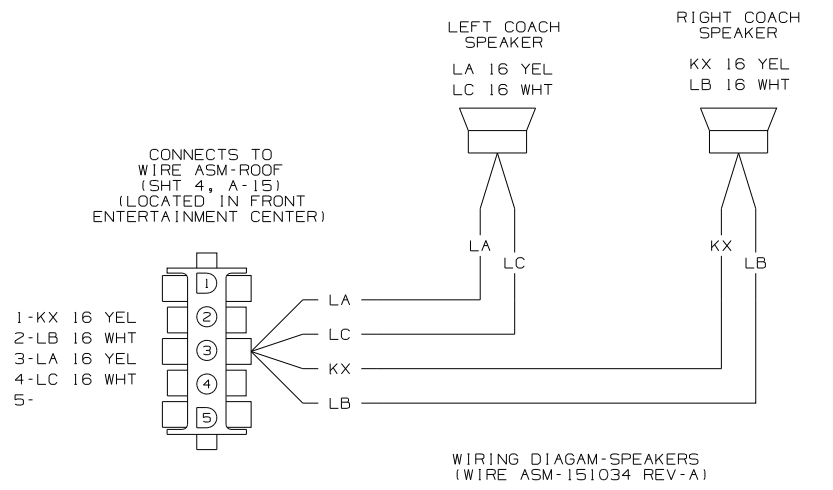 LEFT COACH
SPEAKER
LA 16 YEL
LC 16 WHT
RIGHT COACH
SPEAKER
KX 16 YEL
LB 16 WHT
CONNECTS TO
WIRE ASM-ROOF
(SHT 4, A-15)
(LOCATED IN FRONT
ENTERTAINMENT CENTER)
LA
LC
KX
LB
1
2
3
4
5
1-KX 16 YEL
2-LB 16 WHT
3-LA 16 YEL
4-LC 16 WHT
5-
LA
LC
KX
LB
WIRING DIAGAM-SPEAKERS
(WIRE ASM-151034 REV-A)